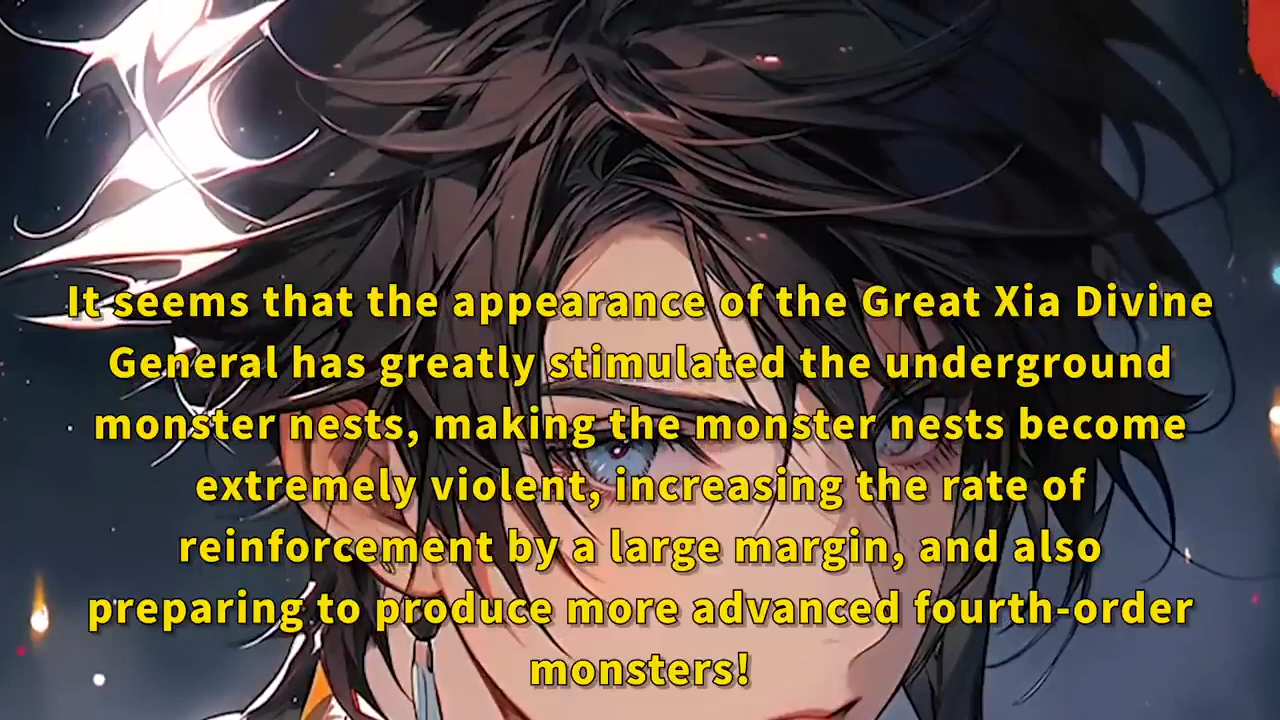 It seems that the appearance of the Great Xia Divine
General has greatly stimulated the underground
monster nests, making the monster nests become
extremely violent, increasing the rate of
reinforcement by a large margin, and also
preparing to produce more advanced fourth-order
monsters!